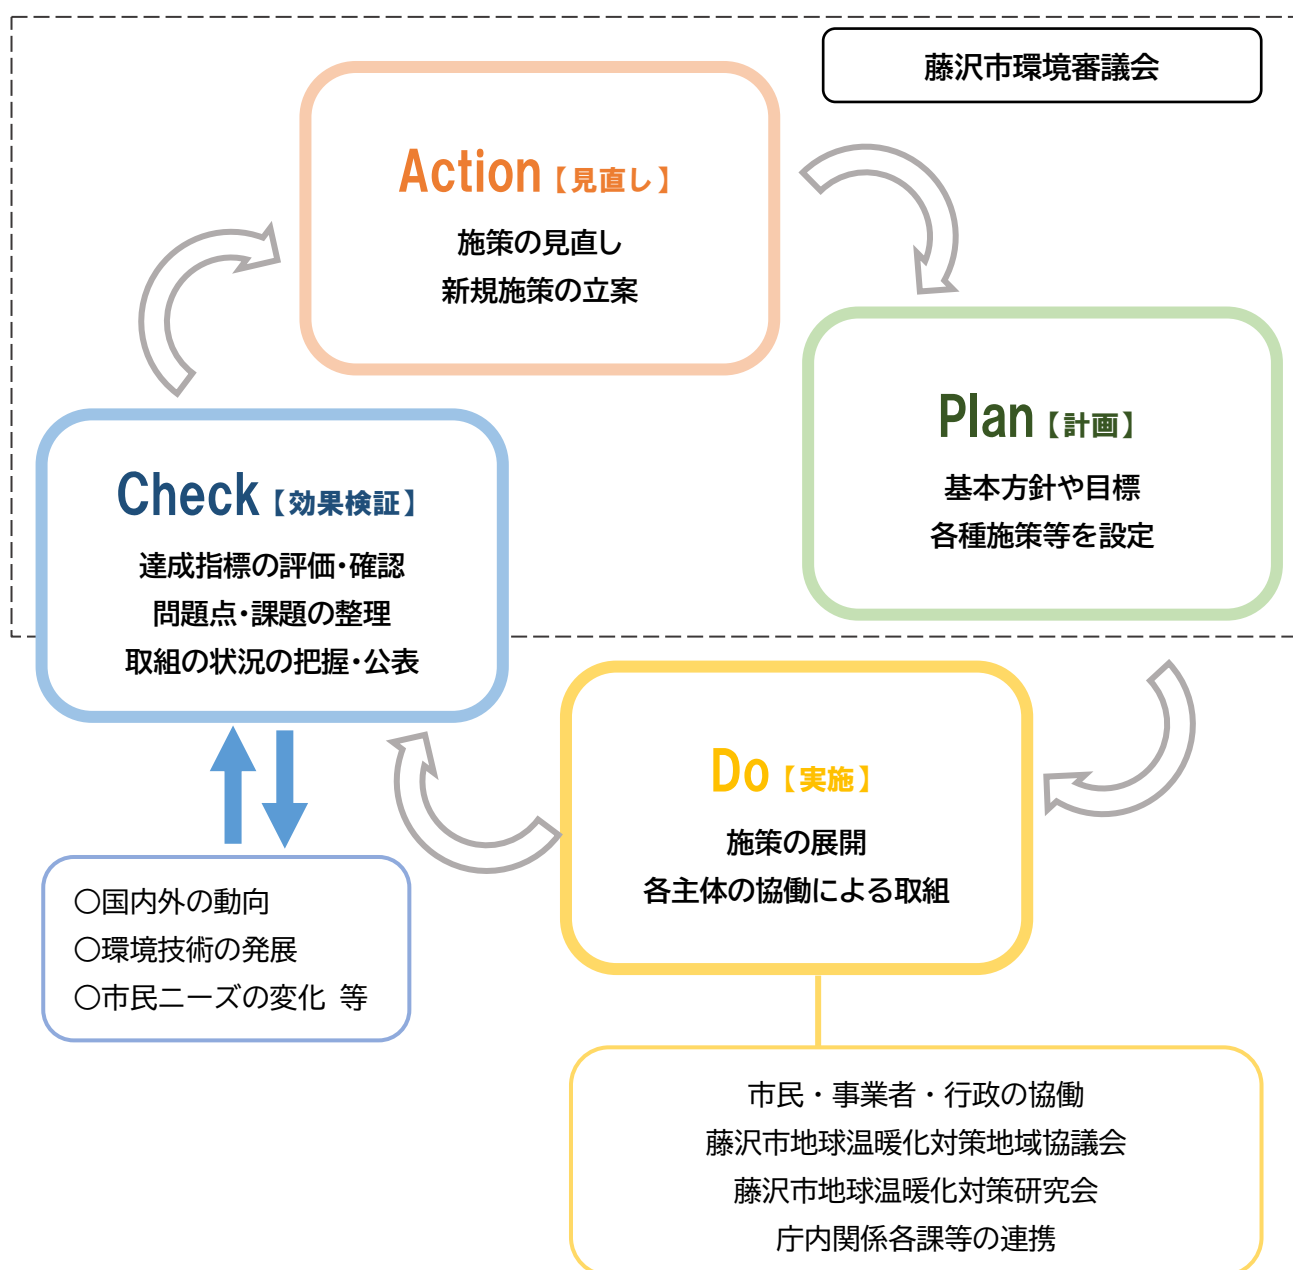 藤沢市環境審議会
Action【見直し】
施策の見直し
新規施策の立案
Plan【計画】
基本方針や目標
各種施策等を設定
Check【効果検証】
達成指標の評価・確認
問題点・課題の整理
取組の状況の把握・公表
Do【実施】
施策の展開
各主体の協働による取組
〇国内外の動向
〇環境技術の発展
〇市民ニーズの変化 等
市民・事業者・行政の協働
藤沢市地球温暖化対策地域協議会
藤沢市地球温暖化対策研究会
庁内関係各課等の連携